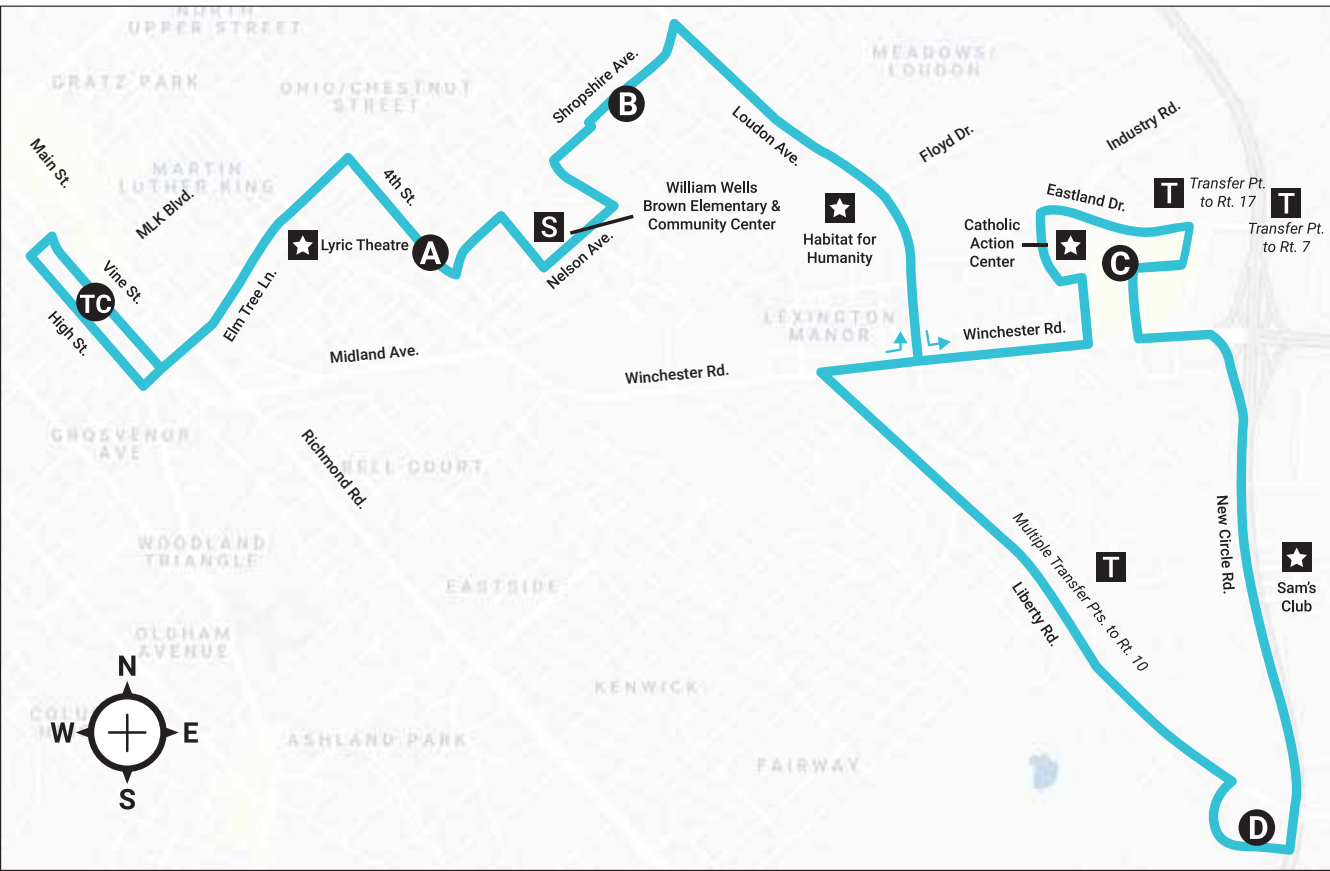 NORTH
UPPER STREET
GRATZ PARK
OHIO/CHESTNUT
STREET
MEADOWS/
LOUDON
Main St.
MARTIN
LUTHER KING
MLK Blvd.
Shropshire Ave.
B
Loudon Ave.
Floyd Dr.
Industry Rd.
4th St.
Eastland Dr.
T
Transfer Pt.
to Rt. 17
T
Transfer Pt.
to Rt. 7
William Wells
Brown Elementary &
Community Center
S
Nelson Ave.
Habitat for
Humanity
Catholic
Action
Center
C
Lyric Theatre
A
Vine St.
TC
High St.
Elm Tree Ln.
LEXINGTON
MANOR
Winchester Rd.
Midland Ave.
Winchester Rd.
GROSVENOR
AVE
Richmond Rd.
BELL COURT
New Circle Rd.
Multiple Transfer Pts. to Rt. 10
T
Liberty Rd.
Sam's
Club
WOODLAND
TRIANGLE
EASTSIDE
OLDHAM
AVENUE
KENWICK
N
W
E
S
ASHLAND PARK
FAIRWAY
D